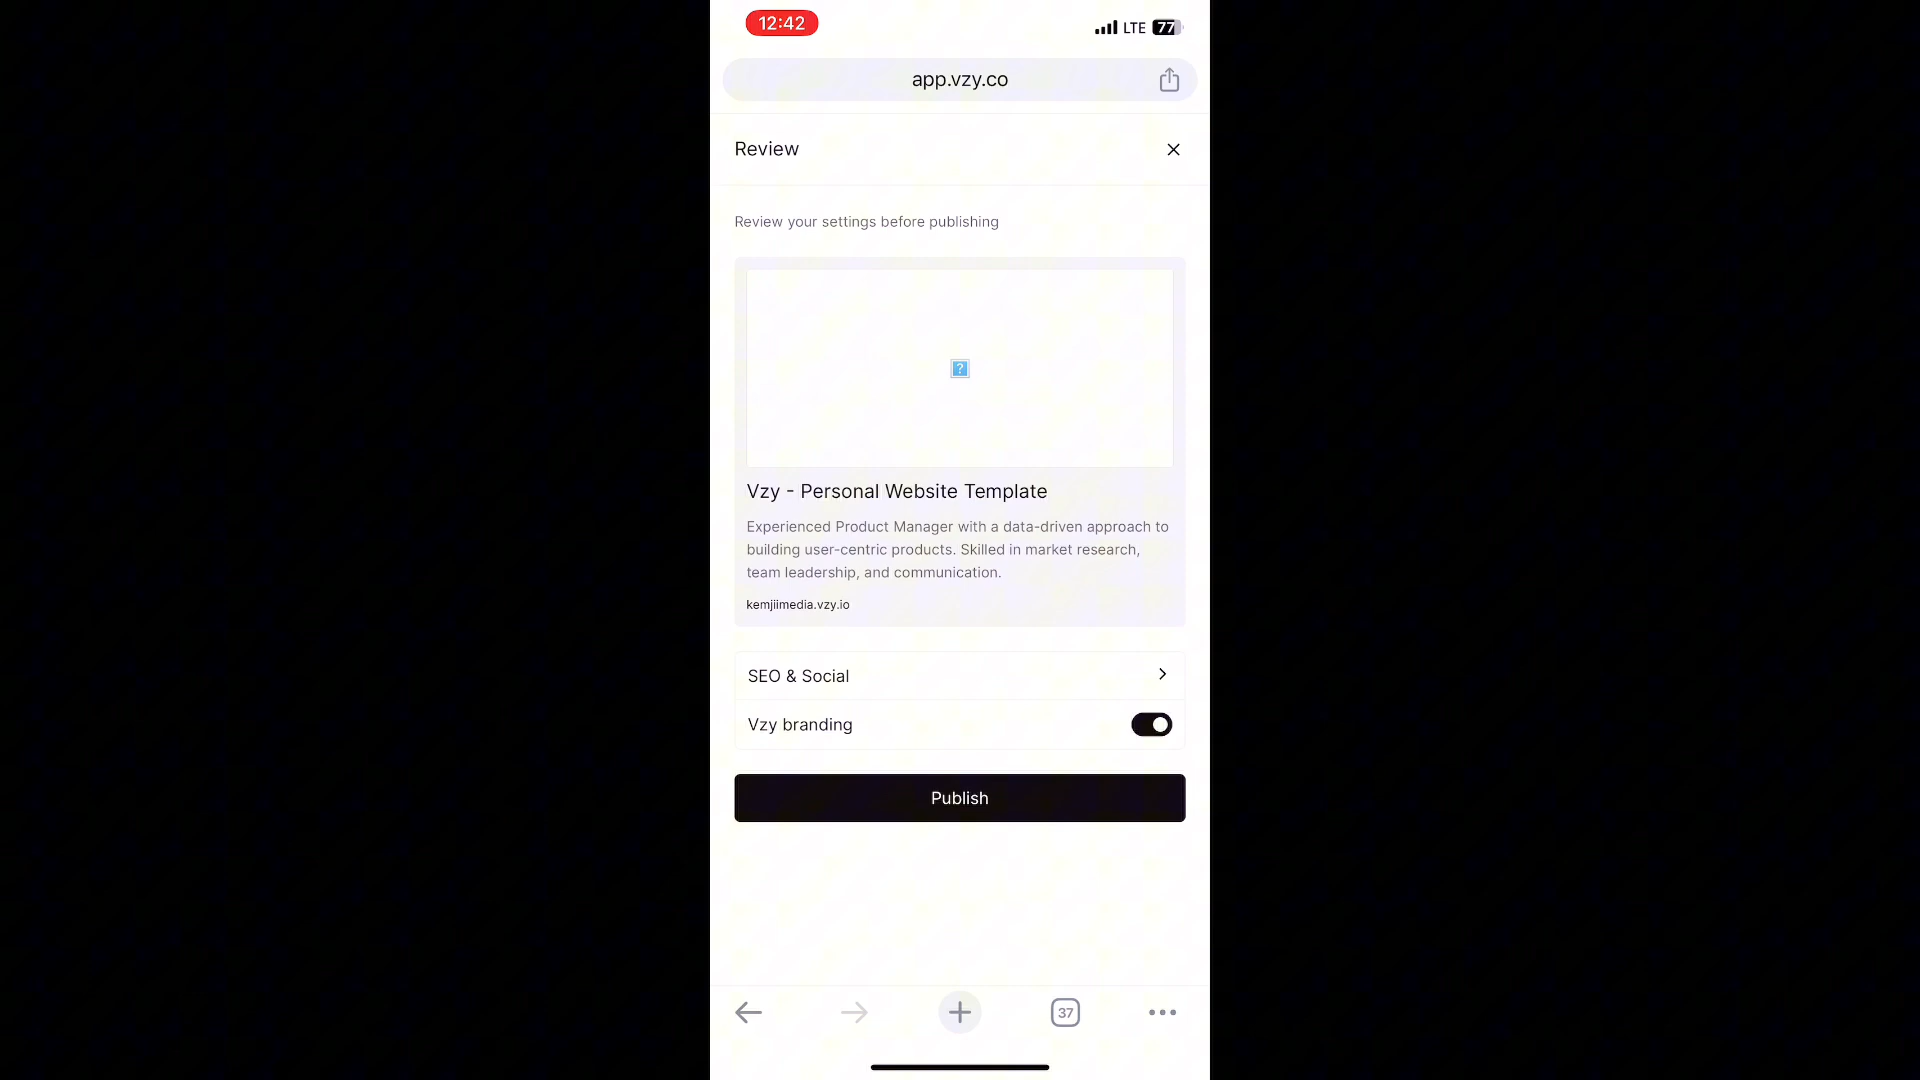 12:42
LTE 77
app.vzy.co
Review
Review your settings before publishing
?
Vzy - Personal Website Template
Experienced Product Manager with a data-driven approach to
building user-centric products. Skilled in market research,
team leadership, and communication.
kemjiimedia.vzy.io
SEO & Social
Vzy branding
Publish
37